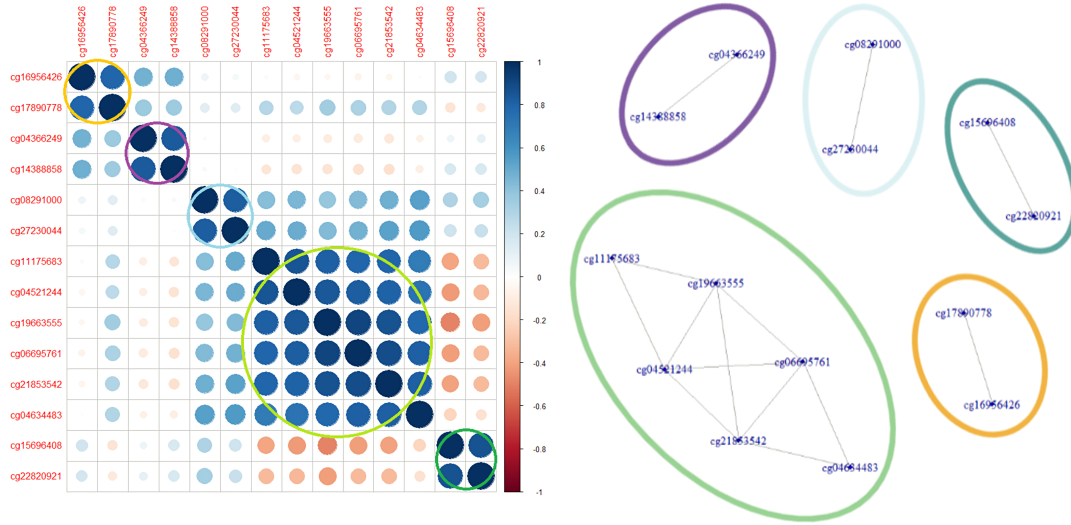 cg16956426
cg17890778
cg04366249
cg14388858
cg08291000
cg27230044
cg11175683
cg04521244
cg19663555
cg06695761
cg21853542
cg04634483
cg15696408
cg22820921
cg16956426
cg17890778
cg04366249
cg14388858
cg08291000
cg27230044
cg11175683
cg04521244
cg19663555
cg06695761
cg21853542
cg04634483
cg15696408
cg22820921
1
0.8
0.6
0.4
0.2
0
-0.2
-0.4
-0.6
-0.8
-1
cg04366249
cg14388858
cg08291000
cg27230044
cg15696408
cg22820921
cg11175683
cg19663555
cg04521244
cg06695761
cg21853542
cg04634483
cg17890778
cg16956426